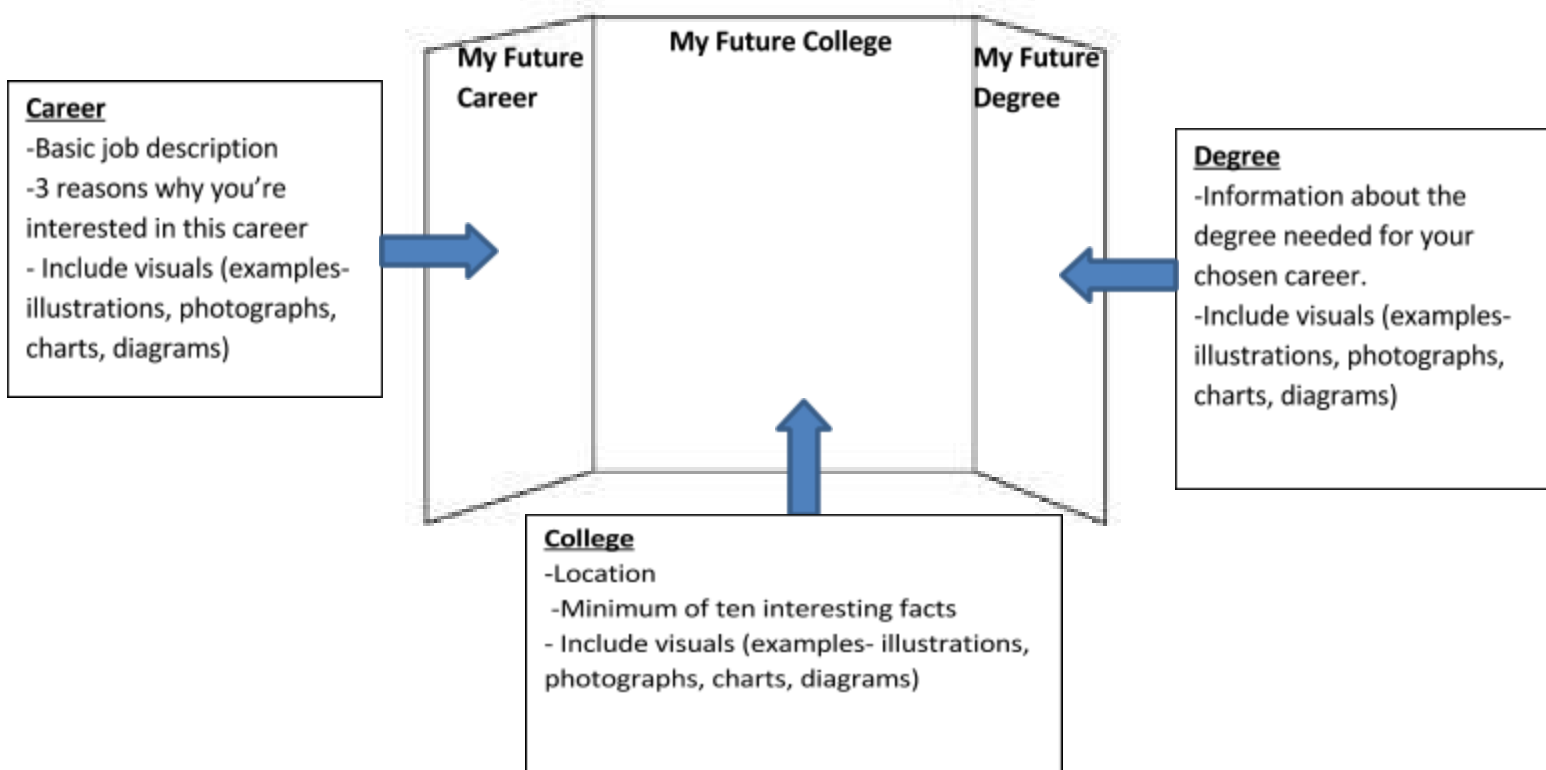 My Future
Career
My Future College
My Future
Degree
Career
-Basic job description
-3 reasons why you’re
interested in this career
- Include visuals (examples-
illustrations, photographs,
charts, diagrams)
Degree
-Information about the
degree needed for your
chosen career.
-Include visuals (examples-
illustrations, photographs,
charts, diagrams)
College
-Location
-Minimum of ten interesting facts
- Include visuals (examples- illustrations,
photographs, charts, diagrams)